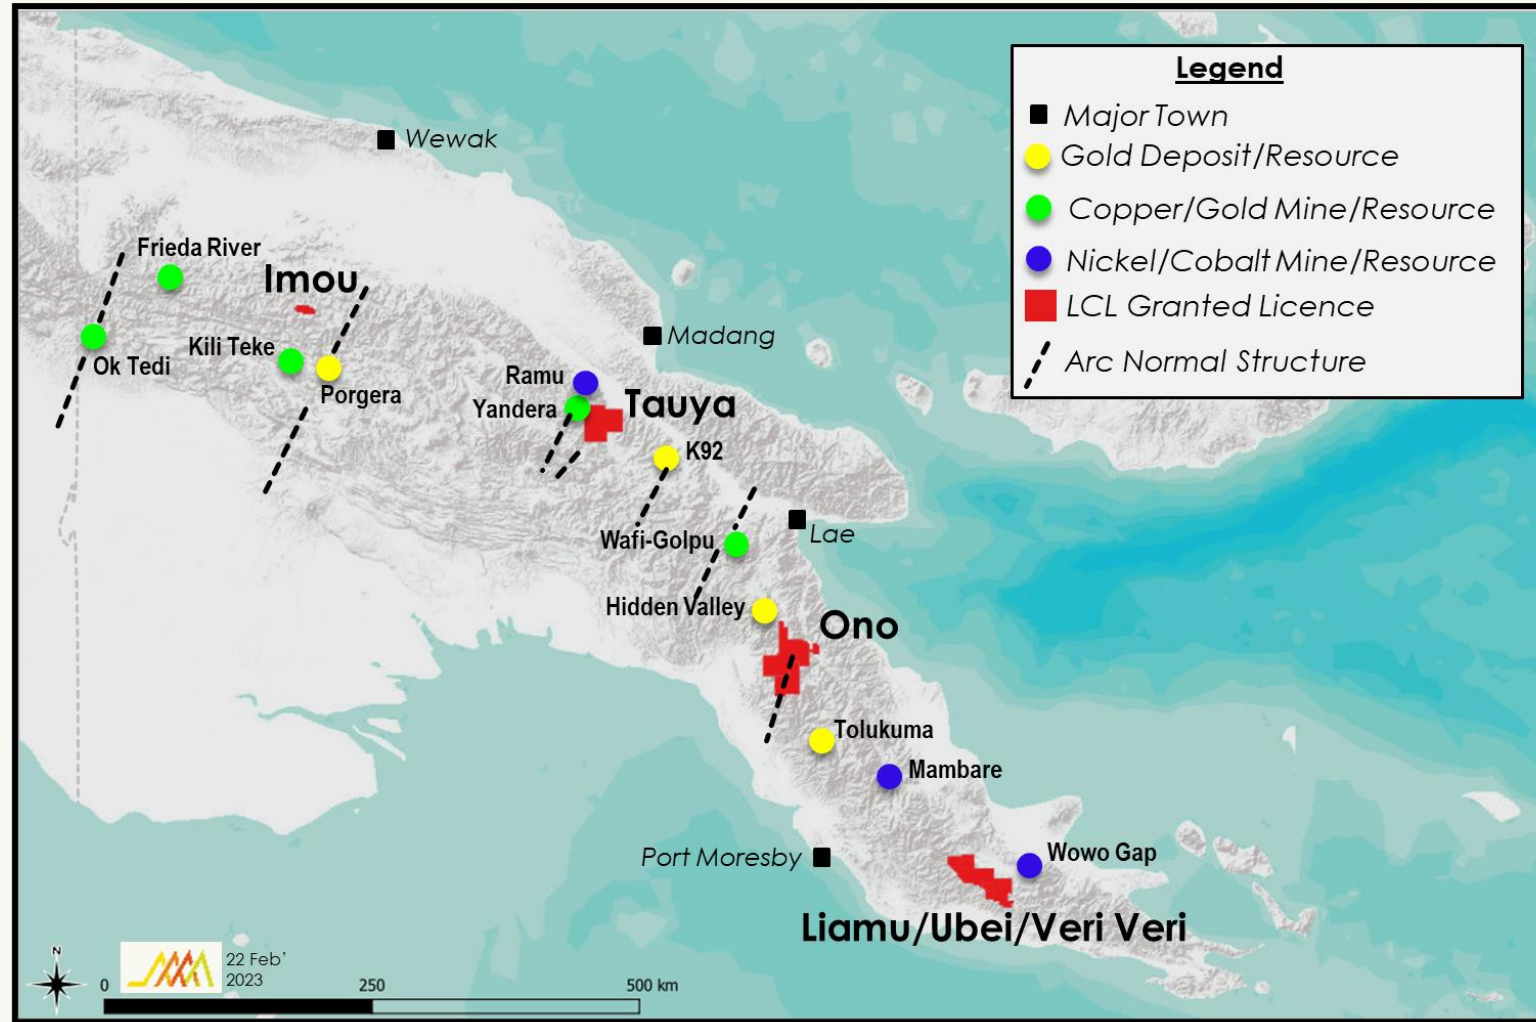 Legend
Major Town
Gold Deposit/Resource
Copper/Gold Mine/Resource
Nickel/Cobalt Mine/Resource
LCL Granted Licence
Arc Normal Structure
Wewak
Frieda River
Imou
Ok Tedi
Kili Teke
Porgera
Madang
Ramu
Yandera
Tauya
K92
Wafi-Golpu
Lae
Hidden Valley
Ono
Tolukuma
Mambare
Port Moresby
Wowo Gap
Liamu/Ubei/Veri Veri
N
22 Feb'
2023
0 250 500 km